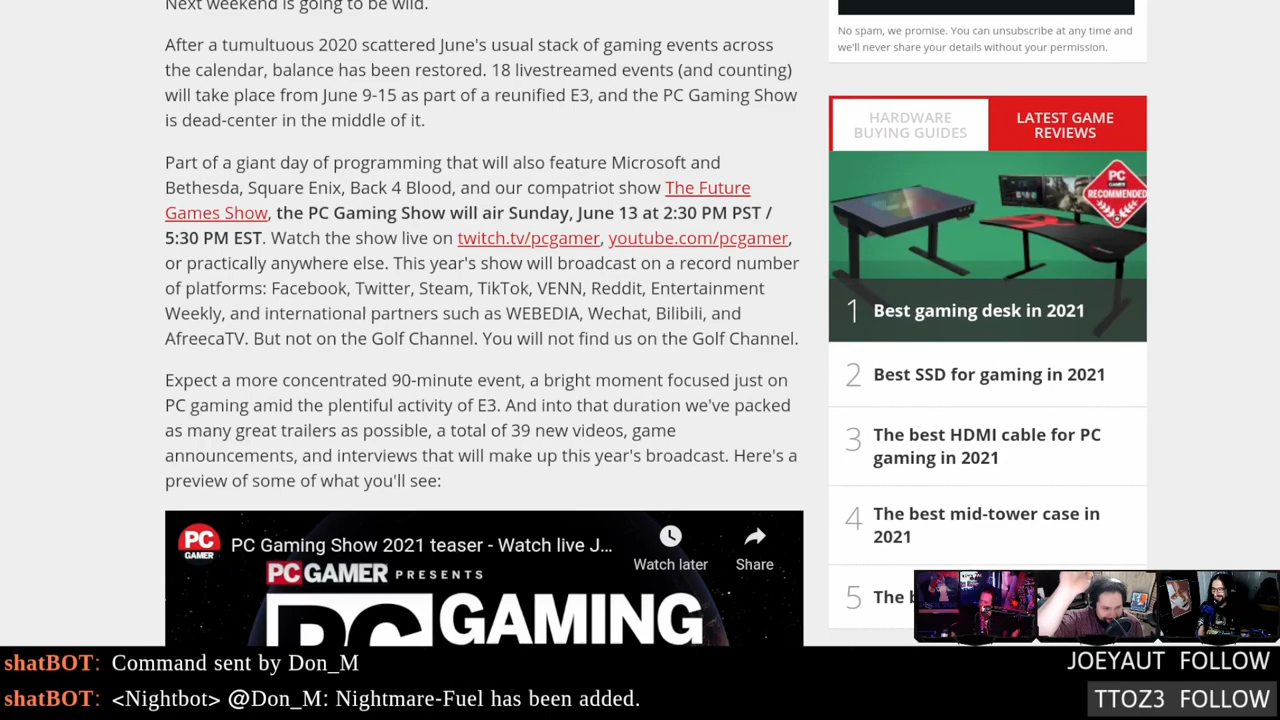 Next weekend is going to be wild.
After a tumultuous 2020 scattered June's usual stack of gaming events across
the calendar, balance has been restored. 18 livestreamed events (and counting)
will take place from June 9-15 as part of a reunified E3, and the PC Gaming Show
is dead-center in the middle of it.
Part of a giant day of programming that will also feature Microsoft and
Bethesda, Square Enix, Back 4 Blood, and our compatriot show The Future
Games Show, the PC Gaming Show will air Sunday, June 13 at 2:30 PM PST /
5:30 PM EST. Watch the show live on twitch.tv/pcgamer, youtube.com/pcgamer,
or practically anywhere else. This year's show will broadcast on a record number
of platforms: Facebook, Twitter, Steam, TikTok, VENN, Reddit, Entertainment
Weekly, and international partners such as WEBEDIA, Wechat, Bilibili, and
AfreecaTV. But not on the Golf Channel. You will not find us on the Golf Channel.
Expect a more concentrated 90-minute event, a bright moment focused just on
PC gaming amid the plentiful activity of E3. And into that duration we've packed
as many great trailers as possible, a total of 39 new videos, game
announcements, and interviews that will make up this year's broadcast. Here's a
preview of some of what you'll see:
PC GAMER
PC Gaming Show 2021 teaser - Watch live J...
Watch later
Share
PC GAMER PRESENTS
PC GAMING
No spam, we promise. You can unsubscribe at any time and
we'll never share your details without your permission.
HARDWARE
BUYING GUIDES
LATEST GAME
REVIEWS
PC
GAMER
RECOMMENDED
1 Best gaming desk in 2021
2 Best SSD for gaming in 2021
3 The best HDMI cable for PC
gaming in 2021
4 The best mid-tower case in
2021
5 The b
shatBOT: Command sent by Don_M
shatBOT: <Nightbot> @Don_M: Nightmare-Fuel has been added.
JOEYAUT FOLLOW
TTOZ3 FOLLOW